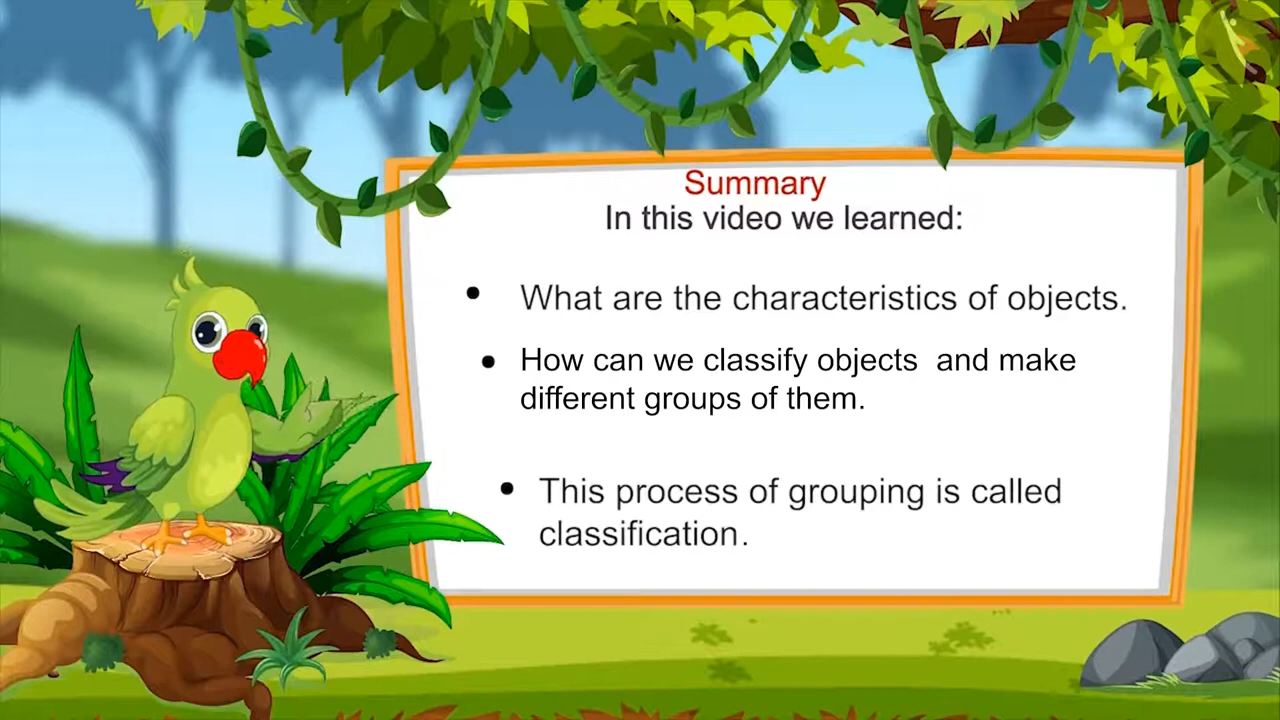 Summary
In this video we learned:
• What are the characteristics of objects.
• How can we classify objects and make
different groups of them.
• This process of grouping is called
classification.